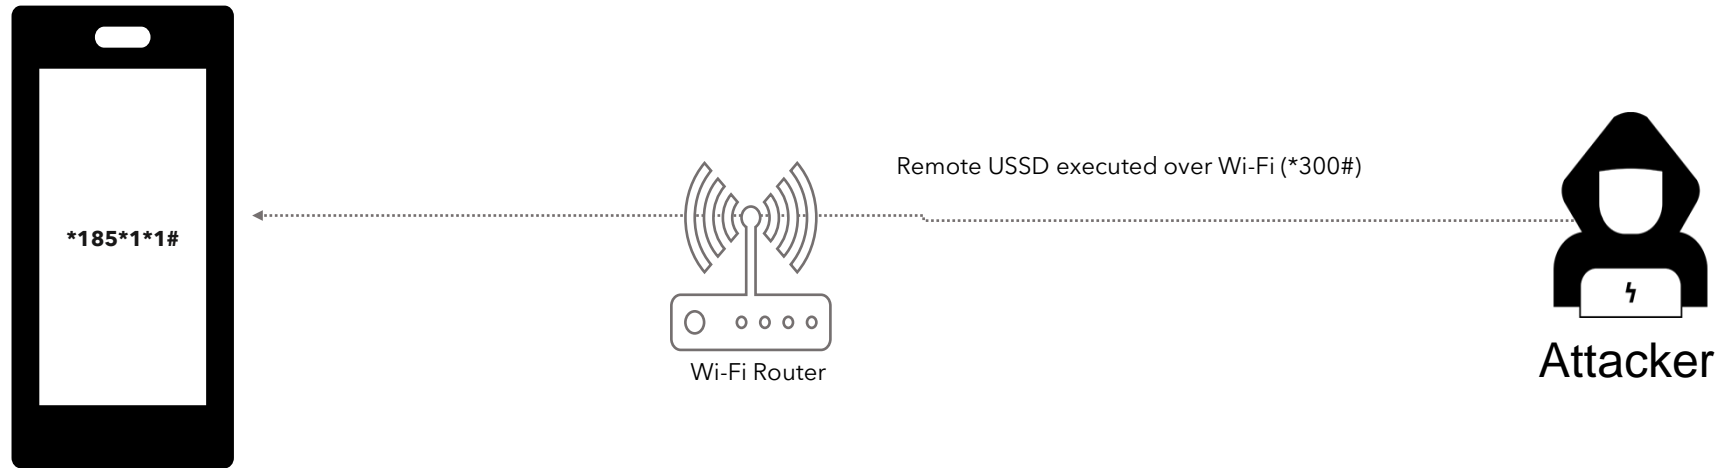 Remote USSD executed over Wi-Fi (*300#)
*185*1*1#
Wi-Fi Router
Attacker